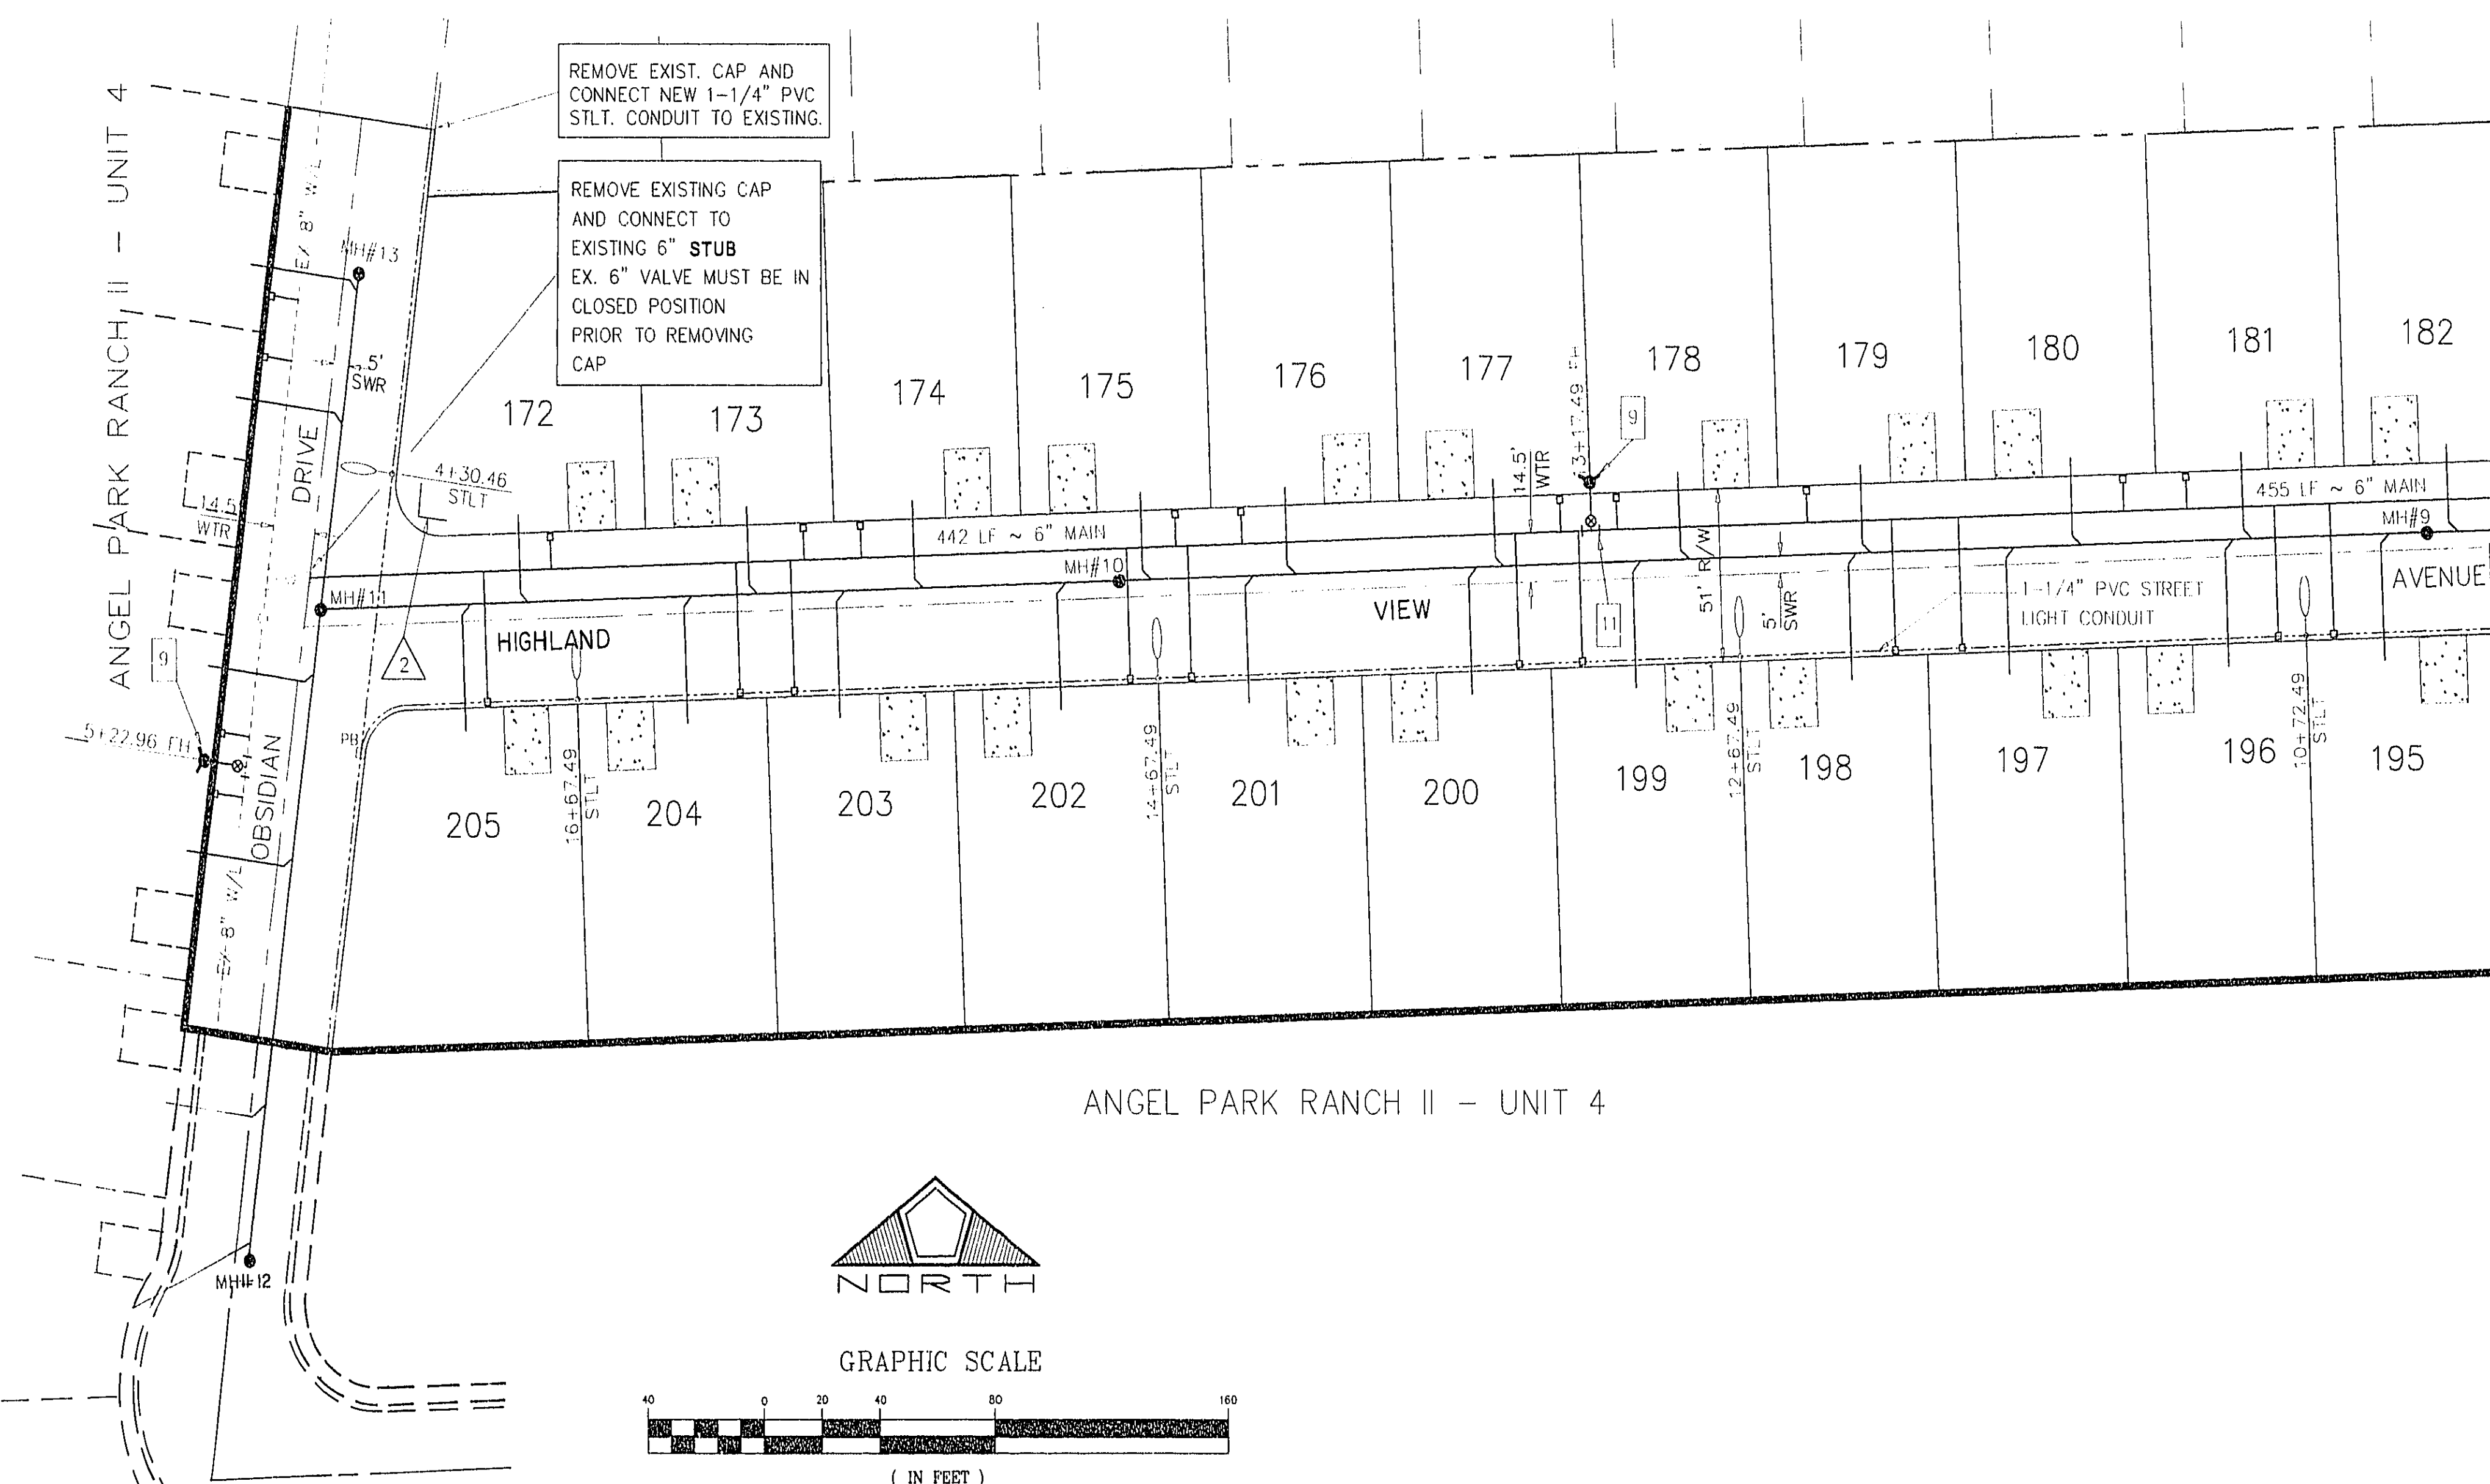 REMOVE EXIST. CAP AND
CONNECT NEW 1-1/4" PVC
STLT. CONDUIT TO EXISTING.
REMOVE EXISTING CAP
AND CONNECT TO
EXISTING 6" STUB
EX. 6" VALVE MUST BE IN
CLOSED POSITION
PRIOR TO REMOVING
CAP
ANGEL PARK RANCH II - UNIT 4
8" W/L
MH#13
5'
SWR
DRIVE
14.5'
WTR
4+30.46
STLT
172
173
174
175
176
177
178
179
180
181
182
13+17.49 FH
9
14.5'
WTR
442 LF ~ 6" MAIN
455 LF ~ 6" MAIN
MH#9
MH#10
MH#11
HIGHLAND
VIEW
AVENUE
51' R/W
5'
SWR
11
1-1/4" PVC STREET
LIGHT CONDUIT
2
9
5+22.96 FH
PB
OBSIDIAN
8" W/L
205
16+67.49
STLT
204
203
202
14+67.49
STLT
201
200
199
12+67.49
STLT
198
197
196
10+72.49
STLT
195
ANGEL PARK RANCH II - UNIT 4
MH#12
NORTH
GRAPHIC SCALE
40 0 20 40 80 160
( IN FEET )